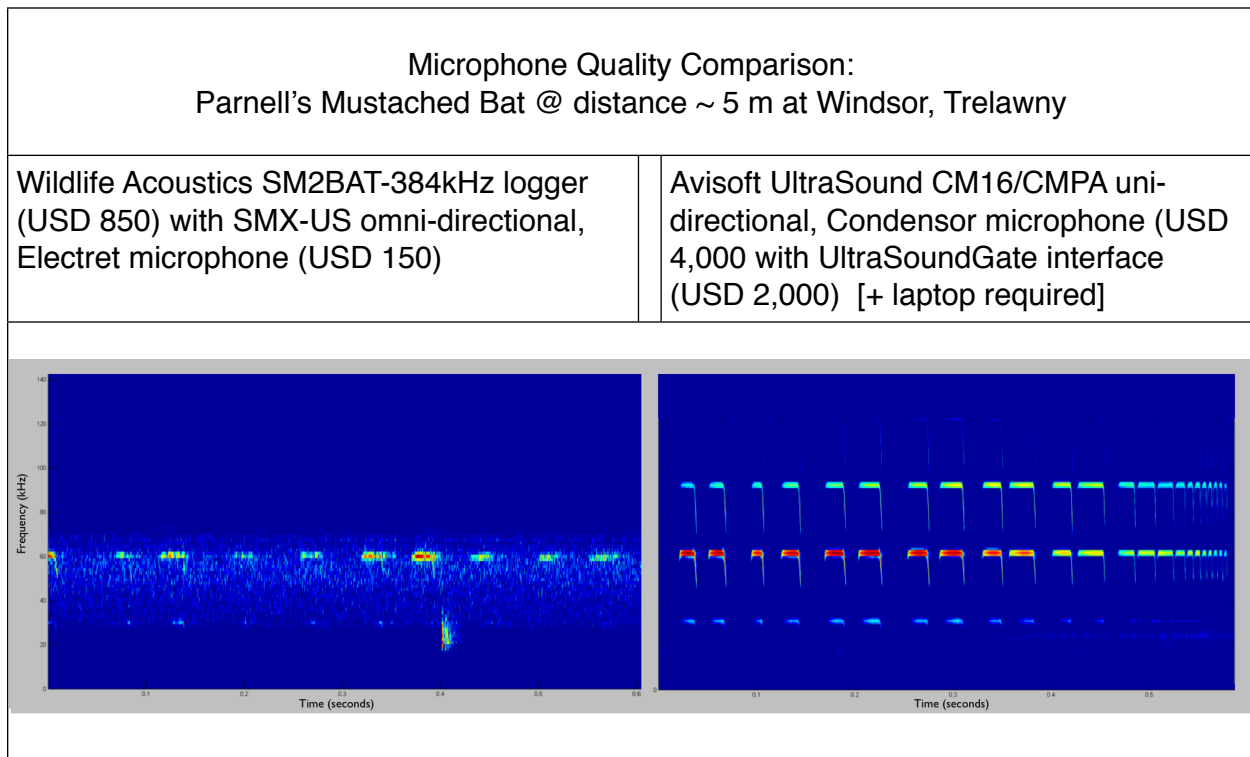 Microphone Quality Comparison:
Parnell's Mustached Bat @ distance ~ 5 m at Windsor, Trelawny
Wildlife Acoustics SM2BAT-384kHz logger
(USD 850) with SMX-US omni-directional,
Electret microphone (USD 150)
Avisoft UltraSound CM16/CMPA uni-
directional, Condensor microphone (USD
4,000 with UltraSoundGate interface
(USD 2,000)  [+ laptop required]
Frequency (kHz)
140
120
100
80
60
40
20
0
0.1
0.2
0.3
0.4
0.5
0.6
Time (seconds)
0
0.1
0.2
0.3
0.4
0.5
Time (seconds)